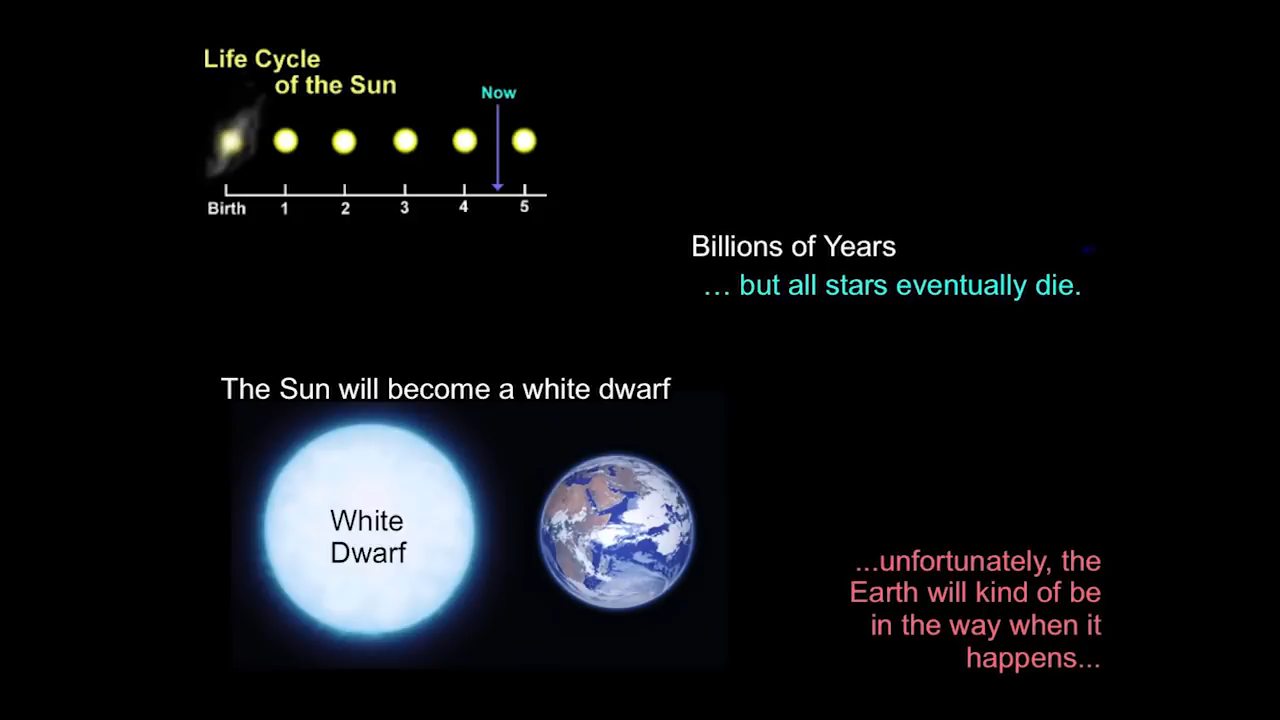 Life Cycle
of the Sun
Now
Birth 1 2 3 4 5
Billions of Years
… but all stars eventually die.
The Sun will become a white dwarf
White
Dwarf
...unfortunately, the
Earth will kind of be
in the way when it
happens...